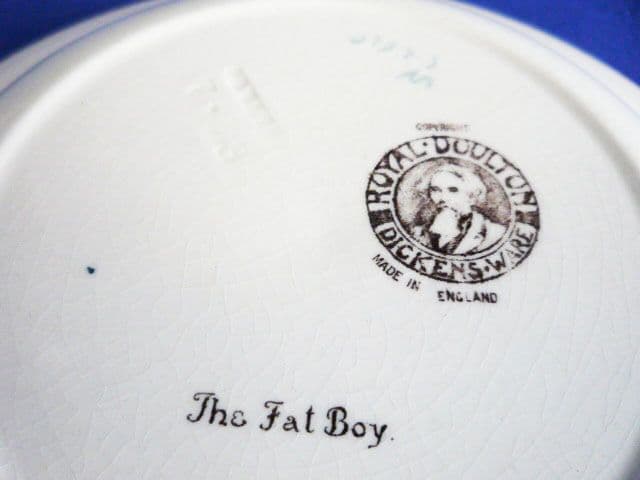 COPYRIGHT
ROYAL · DOULTON
DICKENS · WARE
MADE IN ENGLAND
The Fat Boy.